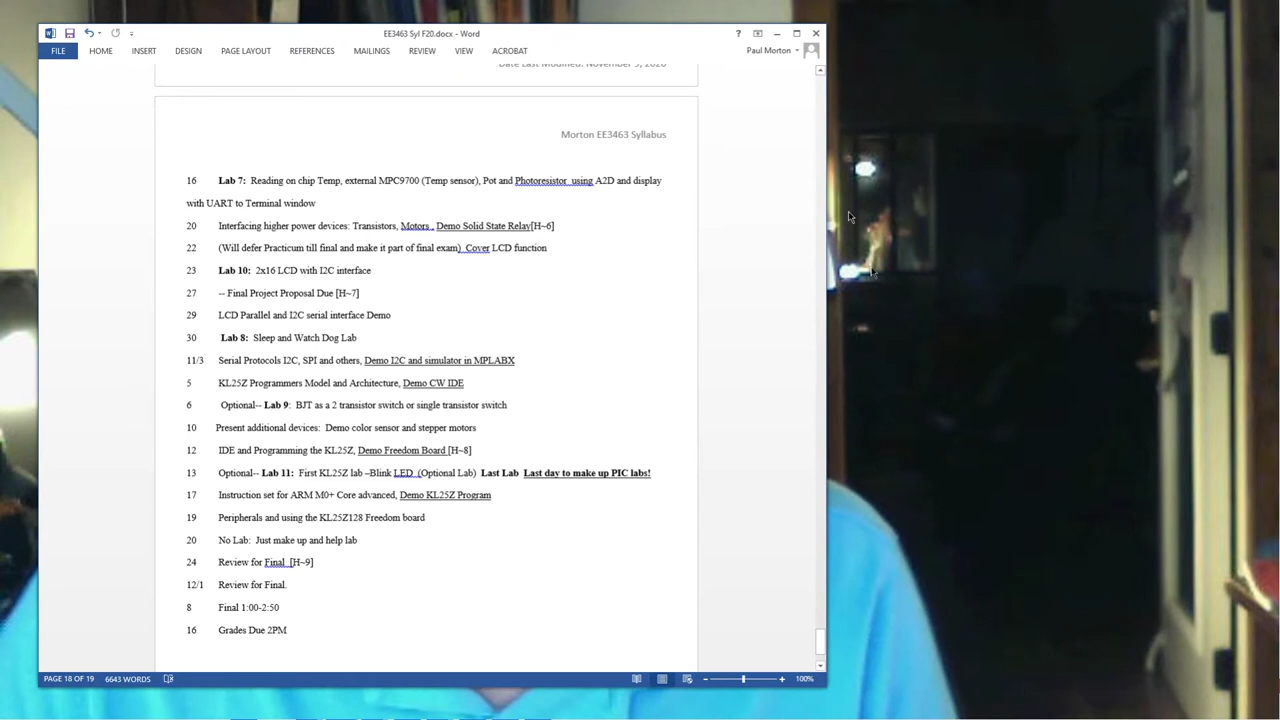 EE3463 Syl F20.docx - Word
?
FILE HOME INSERT DESIGN PAGE LAYOUT REFERENCES MAILINGS REVIEW VIEW ACROBAT Paul Morton
Date Last Modified: November 5, 2020
Morton EE3463 Syllabus
16 Lab 7: Reading on chip Temp, external MPC9700 (Temp sensor), Pot and Photoresistor using A2D and display
with UART to Terminal window
20 Interfacing higher power devices: Transistors, Motors , Demo Solid State Relay[H~6]
22 (Will defer Practicum till final and make it part of final exam) Cover LCD function
23 Lab 10: 2x16 LCD with I2C interface
27 -- Final Project Proposal Due [H~7]
29 LCD Parallel and I2C serial interface Demo
30 Lab 8: Sleep and Watch Dog Lab
11/3 Serial Protocols I2C, SPI and others, Demo I2C and simulator in MPLABX
5 KL25Z Programmers Model and Architecture, Demo CW IDE
6 Optional-- Lab 9: BJT as a 2 transistor switch or single transistor switch
10 Present additional devices: Demo color sensor and stepper motors
12 IDE and Programming the KL25Z, Demo Freedom Board [H~8]
13 Optional-- Lab 11: First KL25Z lab –Blink LED (Optional Lab) Last Lab Last day to make up PIC labs!
17 Instruction set for ARM M0+ Core advanced, Demo KL25Z Program
19 Peripherals and using the KL25Z128 Freedom board
20 No Lab: Just make up and help lab
24 Review for Final [H~9]
12/1 Review for Final.
8 Final 1:00-2:50
16 Grades Due 2PM
PAGE 18 OF 19 6643 WORDS 100%